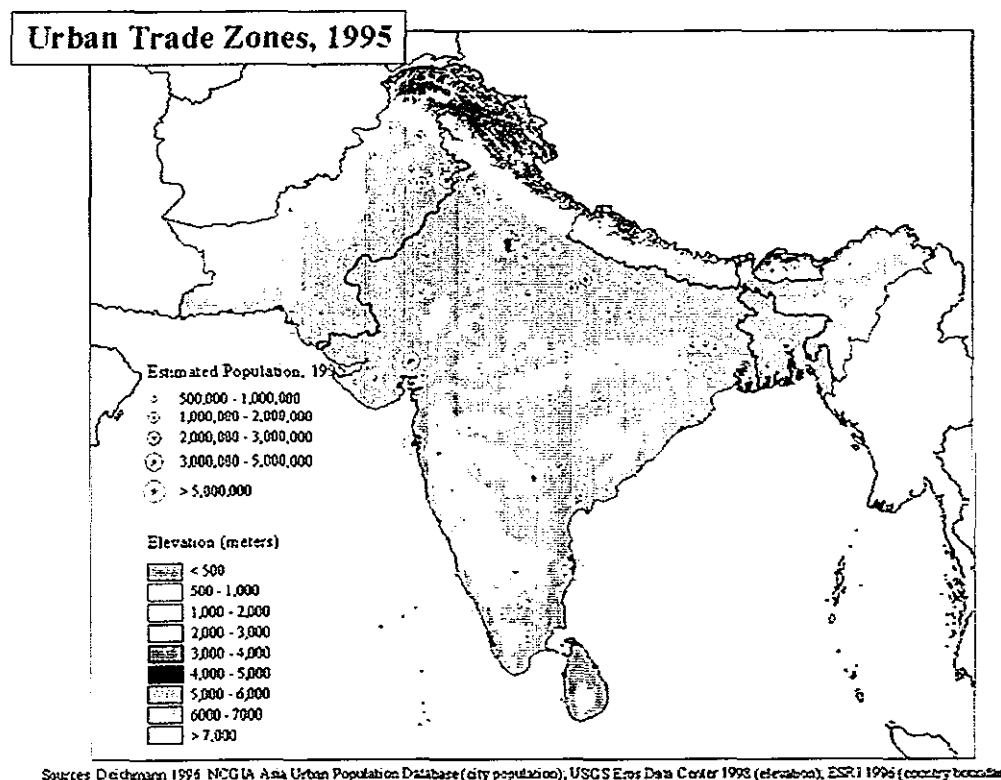 Urban Trade Zones, 1995
Estimated Population, 1995
500,000 - 1,000,000
1,000,000 - 2,000,000
2,000,000 - 3,000,000
3,000,000 - 5,000,000
> 5,000,000
Elevation (meters)
< 500
500 - 1,000
1,000 - 2,000
2,000 - 3,000
3,000 - 4,000
4,000 - 5,000
5,000 - 6,000
6000 - 7000
> 7,000
Sources: Deichmann 1996, NCGIA Asia Urban Population Database (city population), USGS Eros Data Center 1998 (elevation), ESRI 1996 (country